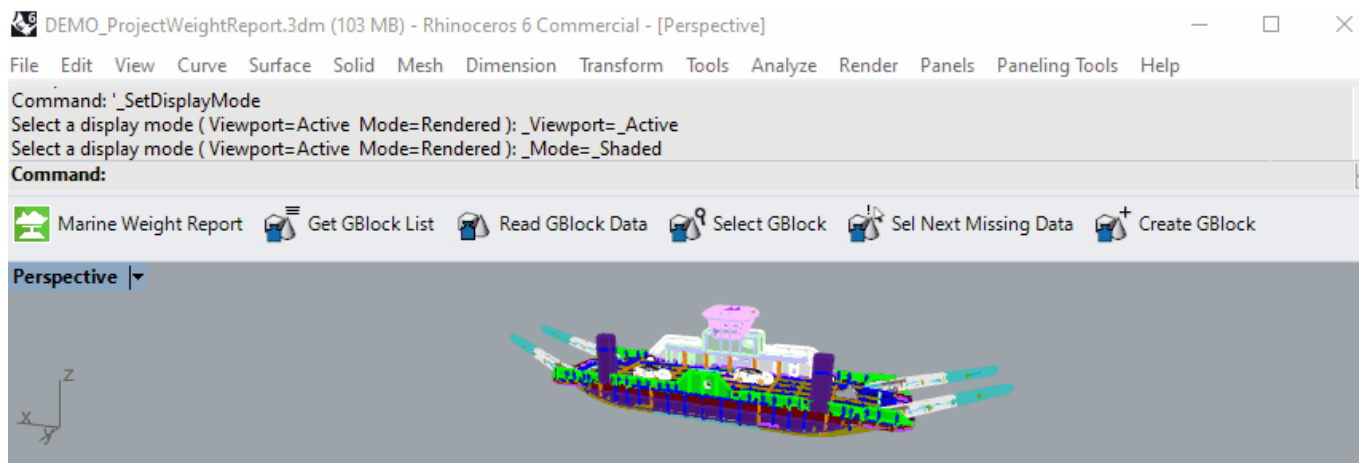 DEMO_ProjectWeightReport.3dm (103 MB) - Rhinoceros 6 Commercial - [Perspective]
File Edit View Curve Surface Solid Mesh Dimension Transform Tools Analyze Render Panels Paneling Tools Help
Command: '_SetDisplayMode
Select a display mode ( Viewport=Active Mode=Rendered ): _Viewport=_Active
Select a display mode ( Viewport=Active Mode=Rendered ): _Mode=_Shaded
Command:
Marine Weight Report Get GBlock List Read GBlock Data Select GBlock Sel Next Missing Data Create GBlock
Perspective
z
x
y